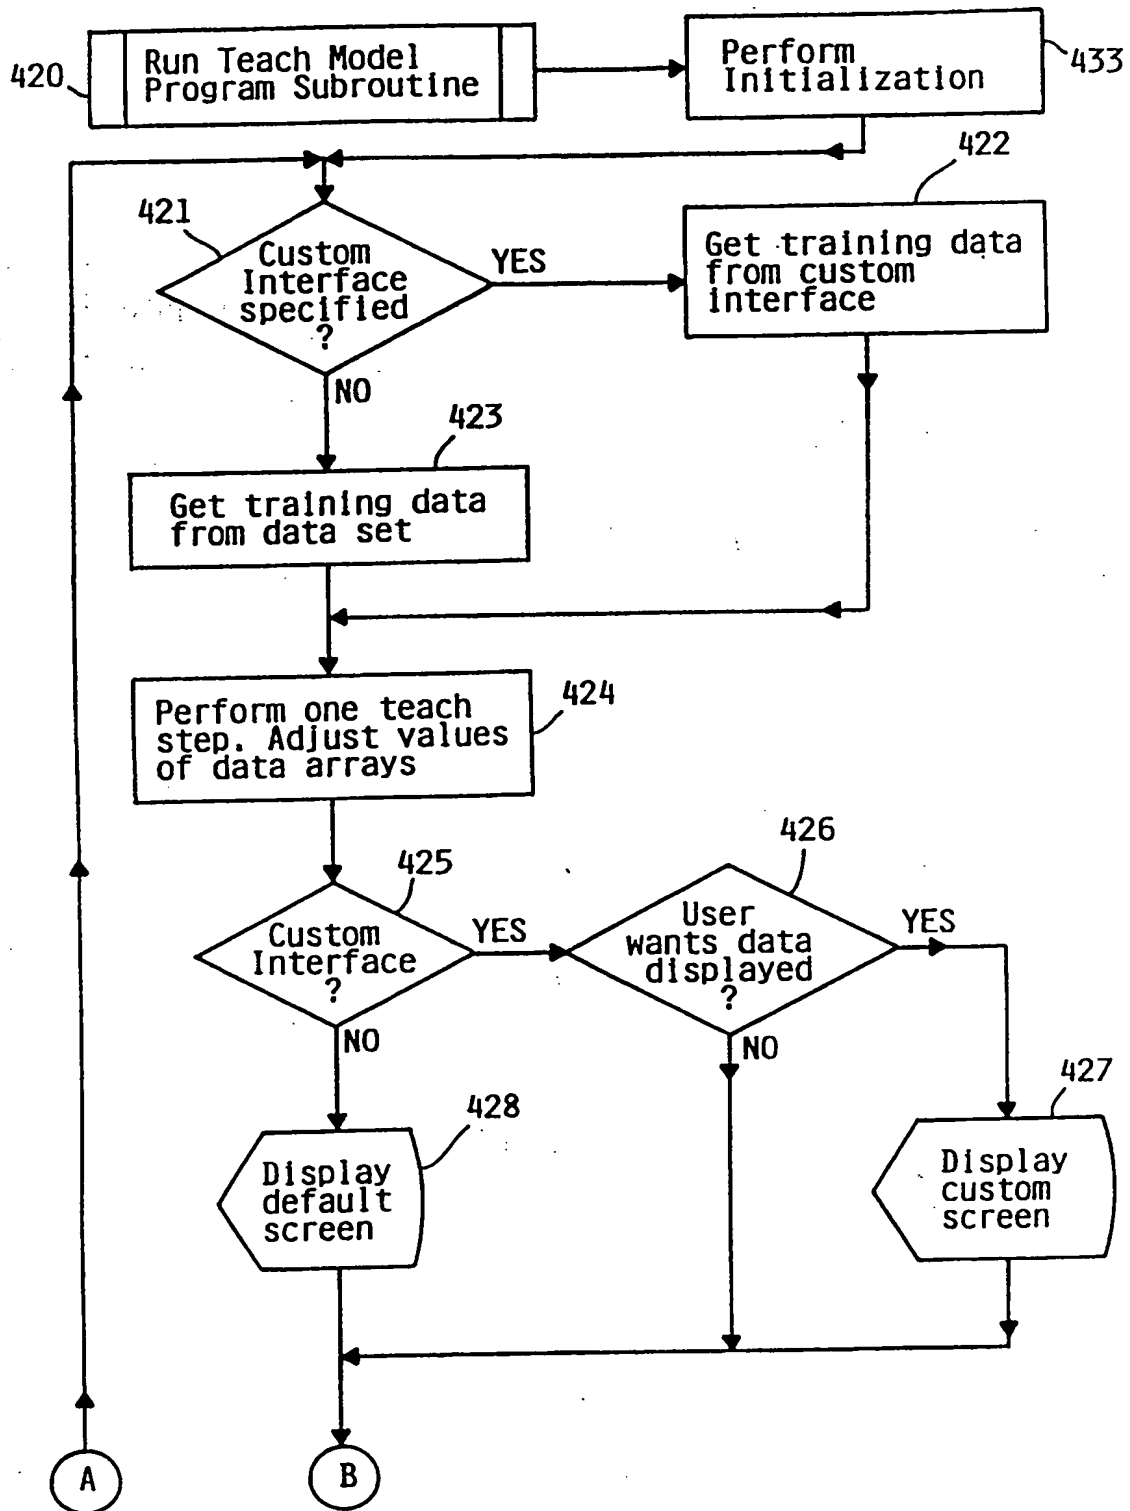 420
Run Teach Model
Program Subroutine
Perform
Initialization
433
421
Custom
Interface
specified
?
YES
NO
422
Get training data
from custom
interface
423
Get training data
from data set
424
Perform one teach
step. Adjust values
of data arrays
425
Custom
Interface
?
YES
NO
426
User
wants data
displayed
?
YES
NO
427
Display
custom
screen
428
Display
default
screen
A
B